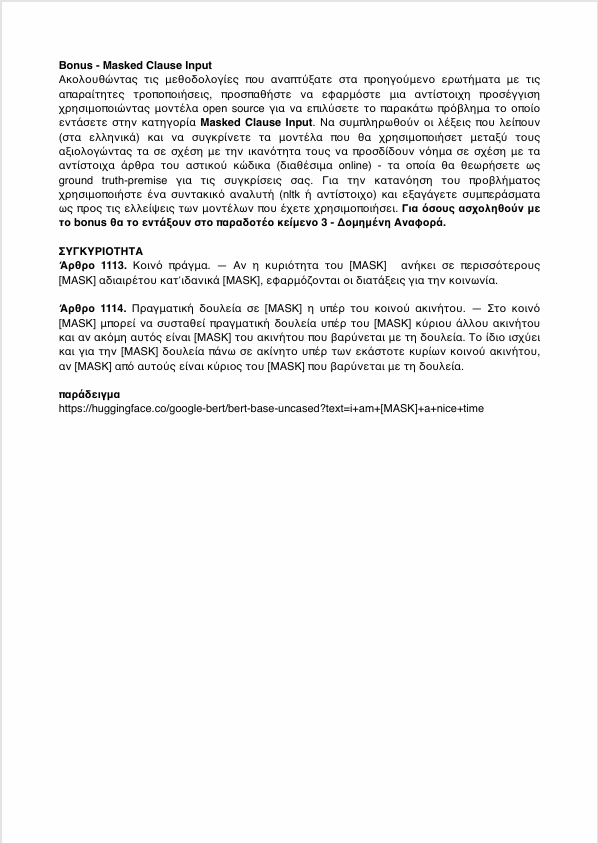 Bonus - Masked Clause Input
Ακολουθώντας τις μεθοδολογίες που αναπτύξατε στα προηγούμενο ερωτήματα με τις
απαραίτητες τροποποιήσεις, προσπαθήστε να εφαρμόστε μια αντίστοιχη προσέγγιση
χρησιμοποιώντας μοντέλα open source για να επιλύσετε το παρακάτω πρόβλημα το οποίο
εντάσετε στην κατηγορία Masked Clause Input. Να συμπληρωθούν οι λέξεις που λείπουν
(στα ελληνικά) και να συγκρίνετε τα μοντέλα που θα χρησιμοποιήσετ μεταξύ τους
αξιολογώντας τα σε σχέση με την ικανότητα τους να προσδίδουν νόημα σε σχέση με τα
αντίστοιχα άρθρα του αστικού κώδικα (διαθέσιμα online) - τα οποία θα θεωρήσετε ως
ground truth-premise για τις συγκρίσεις σας. Για την κατανόηση του προβλήματος
χρησιμοποιήστε ένα συντακικό αναλυτή (nltk ή αντίστοιχο) και εξαγάγετε συμπεράσματα
ως προς τις ελλείψεις των μοντέλων που έχετε χρησιμοποιήσει. Για όσους ασχοληθούν με
το bonus θα το εντάξουν στο παραδοτέο κείμενο 3 - Δομημένη Αναφορά.
ΣΥΓΚΥΡΙΟΤΗΤΑ
Άρθρο 1113. Κοινό πράγμα. — Αν η κυριότητα του [MASK] ανήκει σε περισσότερους
[MASK] αδιαιρέτου κατ΄ιδανικά [MASK], εφαρμόζονται οι διατάξεις για την κοινωνία.
Άρθρο 1114. Πραγματική δουλεία σε [MASK] η υπέρ του κοινού ακινήτου. — Στο κοινό
[MASK] μπορεί να συσταθεί πραγματική δουλεία υπέρ του [MASK] κύριου άλλου ακινήτου
και αν ακόμη αυτός είναι [MASK] του ακινήτου που βαρύνεται με τη δουλεία. Το ίδιο ισχύει
και για την [MASK] δουλεία πάνω σε ακίνητο υπέρ των εκάστοτε κυρίων κοινού ακινήτου,
αν [MASK] από αυτούς είναι κύριος του [MASK] που βαρύνεται με τη δουλεία.
παράδειγμα
https://huggingface.co/google-bert/bert-base-uncased?text=i+am+[MASK]+a+nice+time